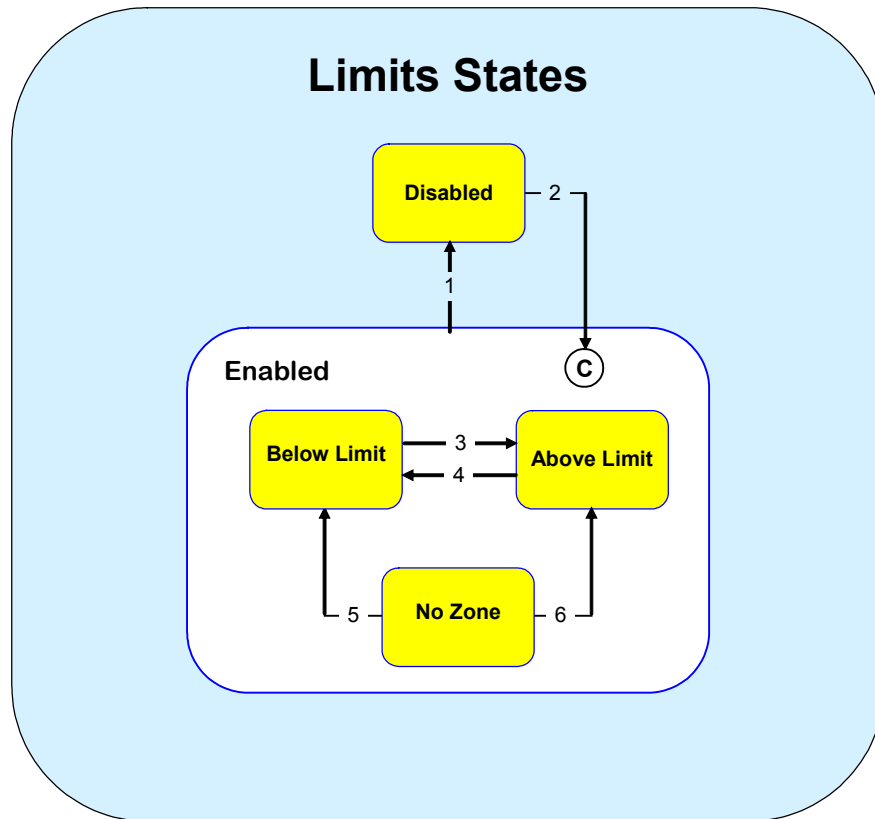 Limits States
Disabled
2
1
Enabled
C
Below Limit
3
Above Limit
4
5
No Zone
6